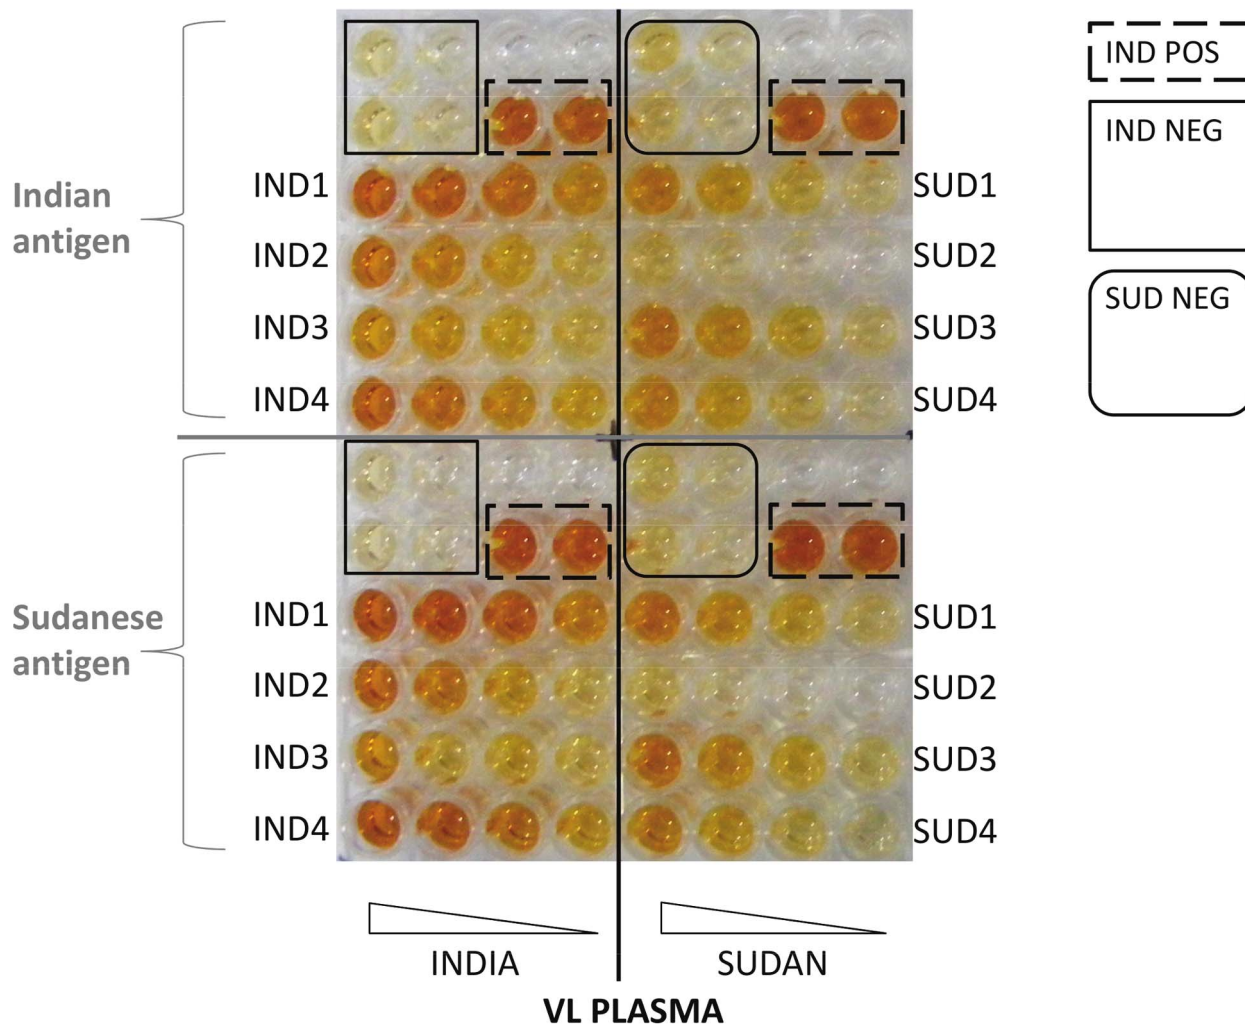 IND POS
IND NEG
SUD NEG
Indian
antigen
IND1
SUD1
IND2
SUD2
IND3
SUD3
IND4
SUD4
Sudanese
antigen
IND1
SUD1
IND2
SUD2
IND3
SUD3
IND4
SUD4
INDIA
SUDAN
VL PLASMA